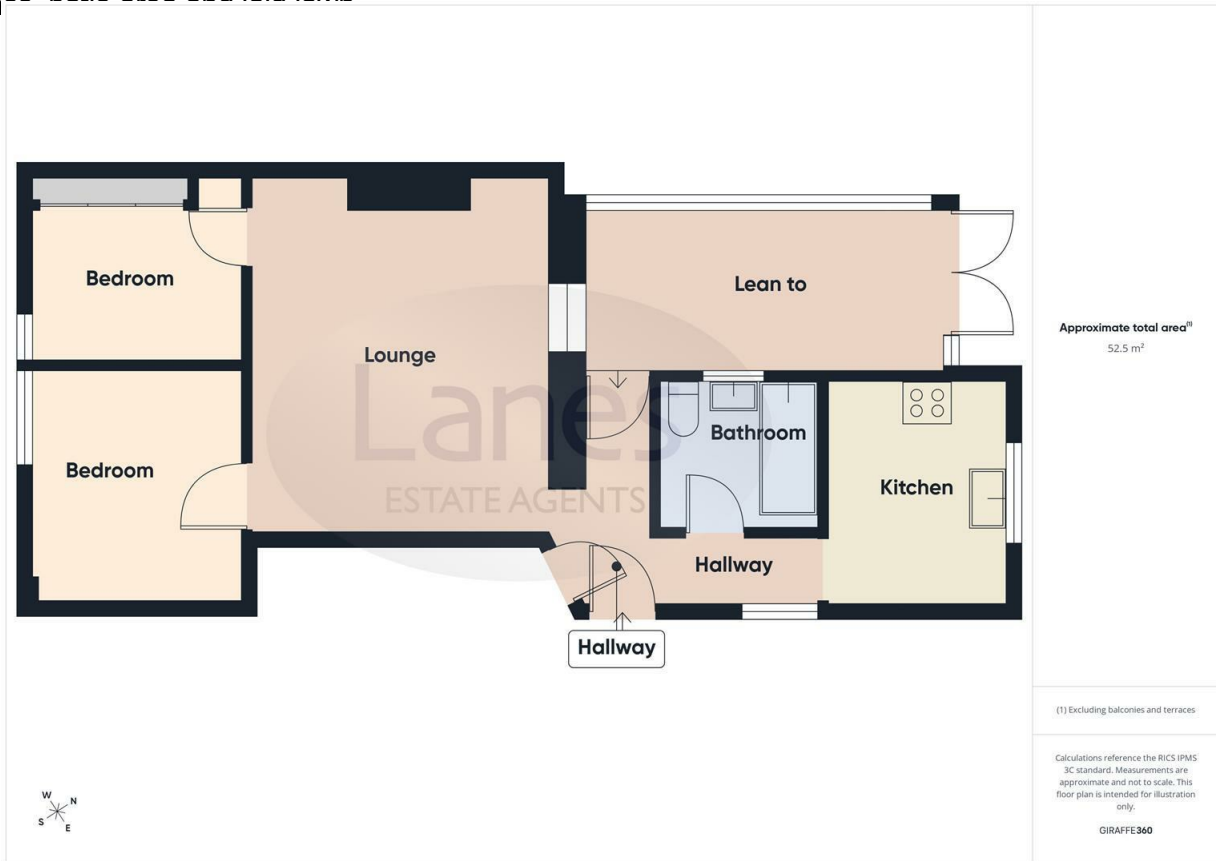 Bedroom
Lounge
Lean to
Bedroom
Bathroom
Kitchen
Hallway
Hallway
Lanes
ESTATE AGENTS
W
N
S
E
Approximate total area(1)
52.5 m²
(1) Excluding balconies and terraces
Calculations reference the RICS IPMS
3C standard. Measurements are
approximate and not to scale. This
floor plan is intended for illustration
only.
GIRAFFE360